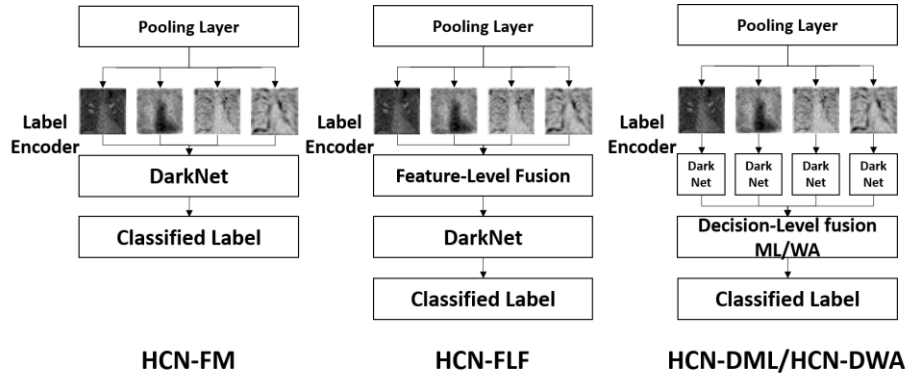 Pooling Layer
Label
Encoder
DarkNet
Classified Label
HCN-FM
Pooling Layer
Label
Encoder
Feature-Level Fusion
DarkNet
Classified Label
HCN-FLF
Pooling Layer
Label
Encoder
Dark
Net
Dark
Net
Dark
Net
Dark
Net
Decision-Level fusion
ML/WA
Classified Label
HCN-DML/HCN-DWA